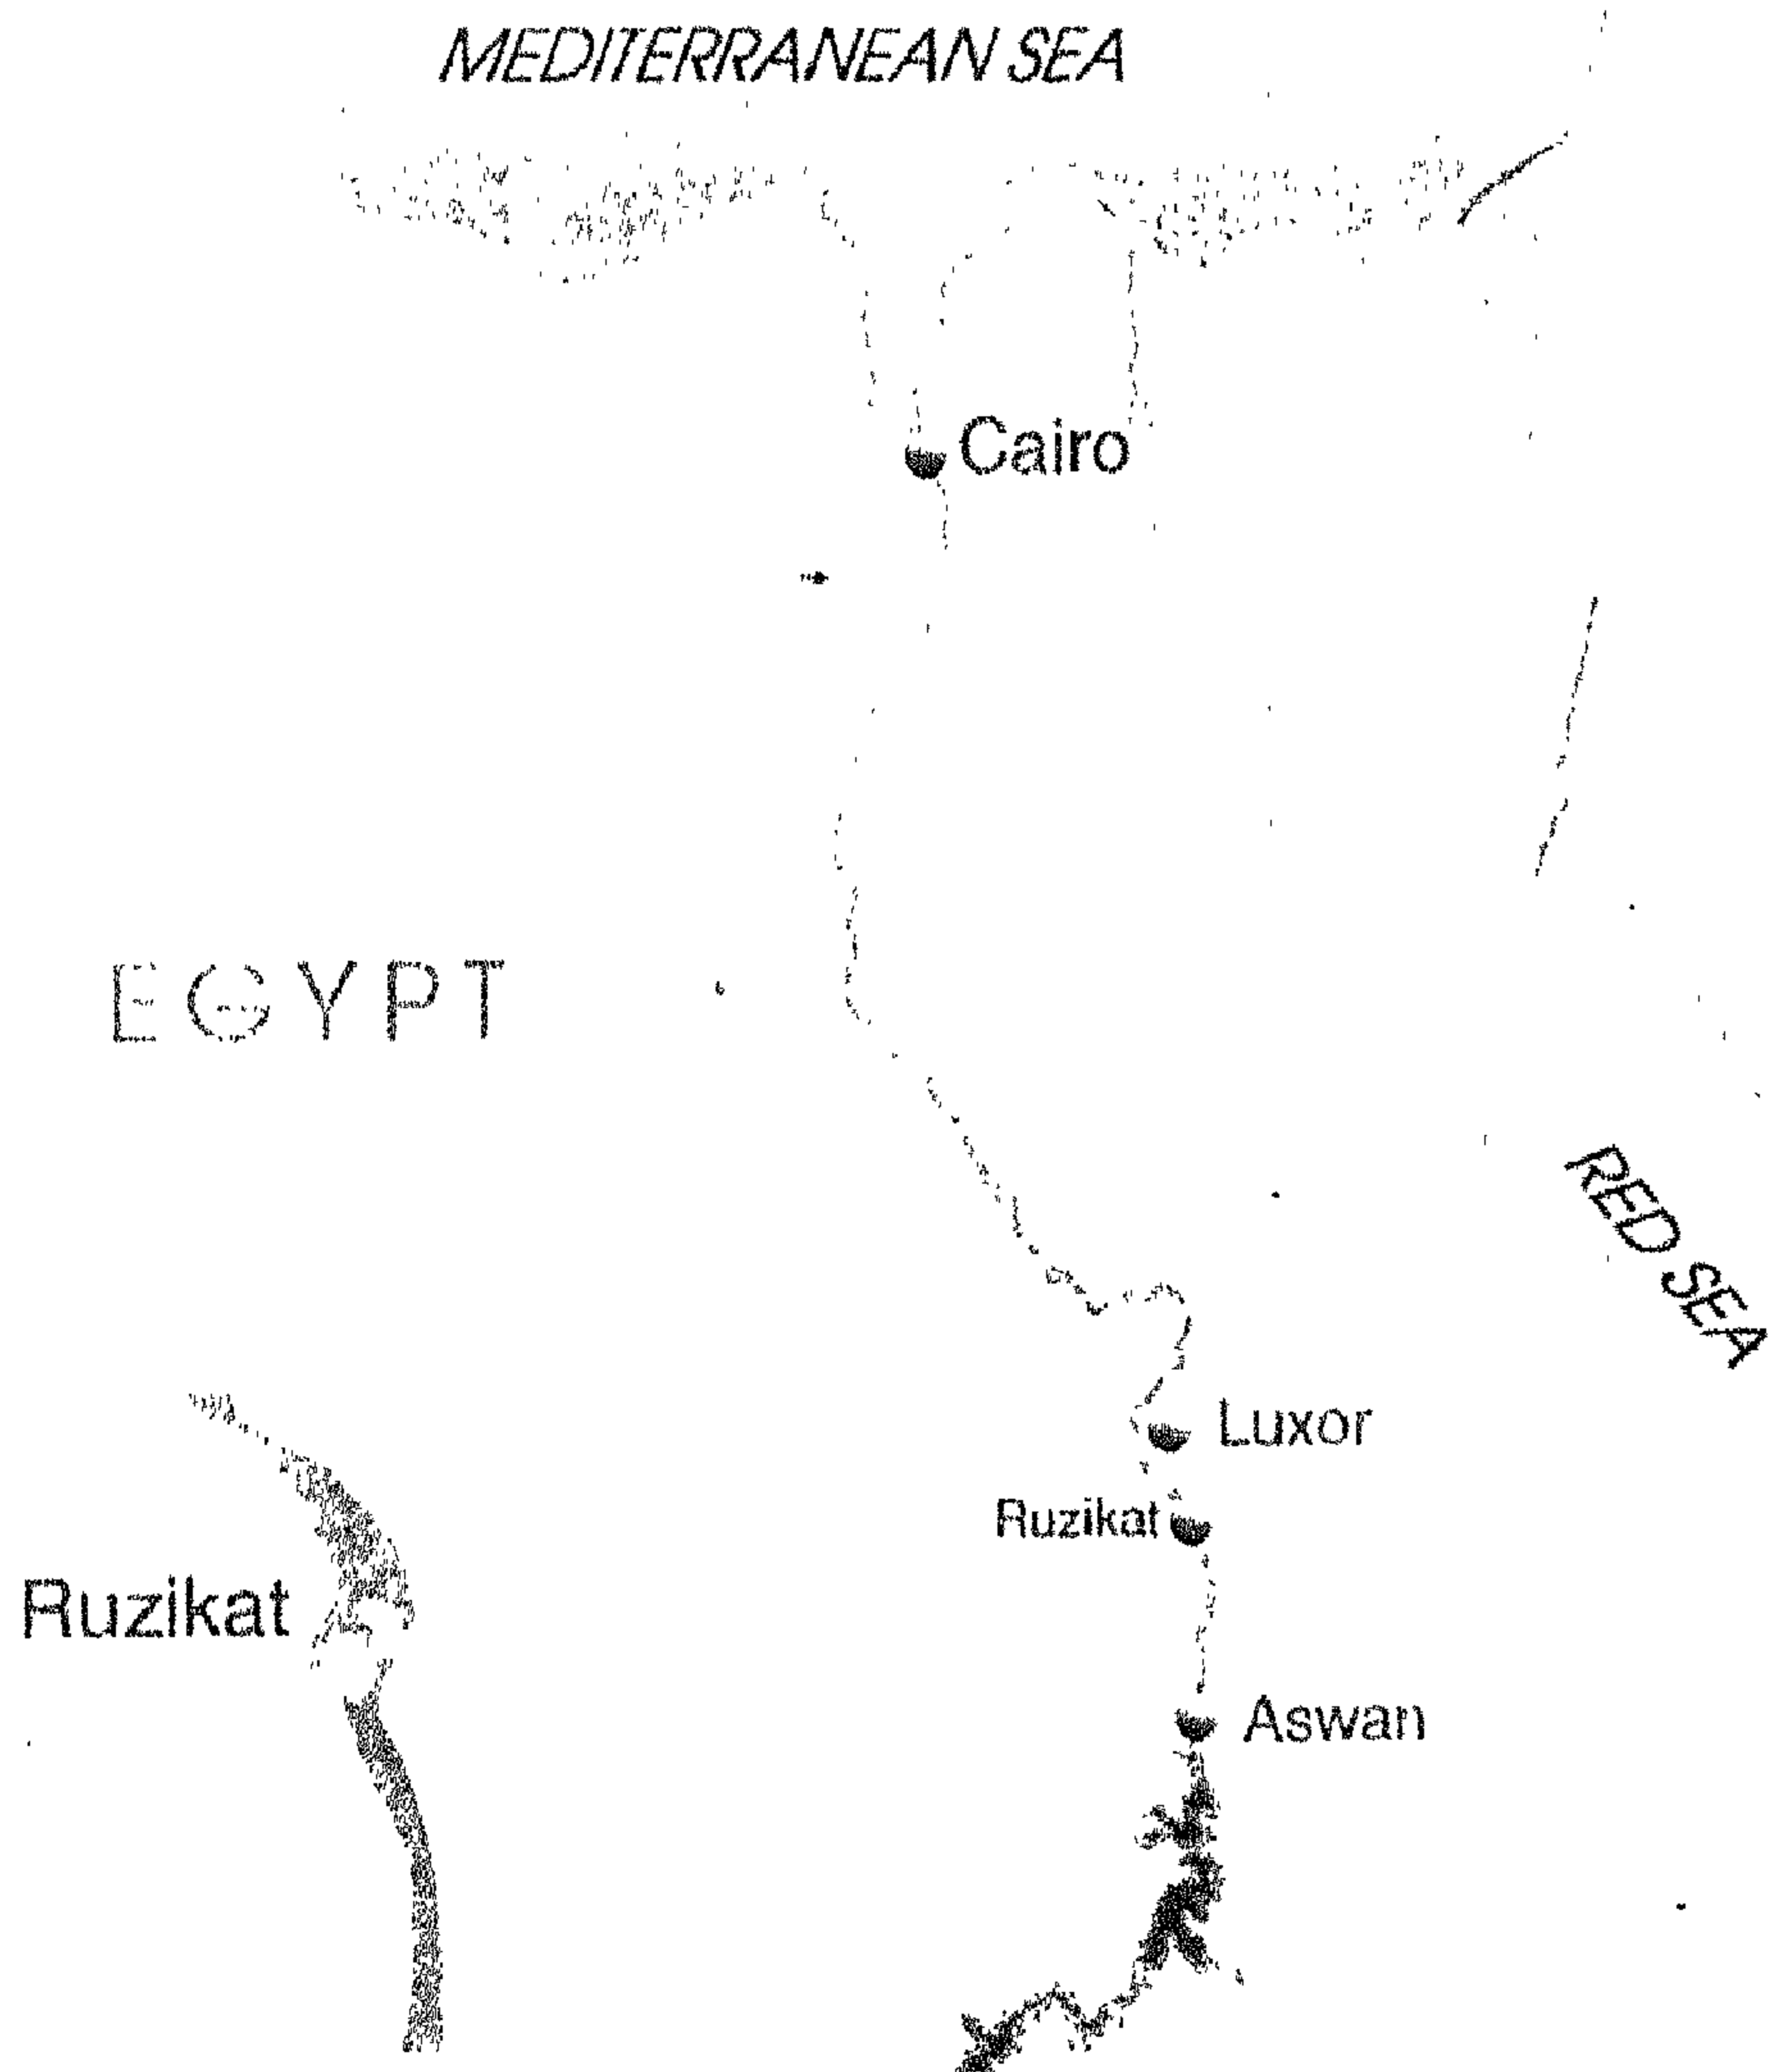 MEDITERRANEAN SEA
Cairo
EGYPT
RED SEA
Luxor
Ruzikat
Ruzikat
Aswan